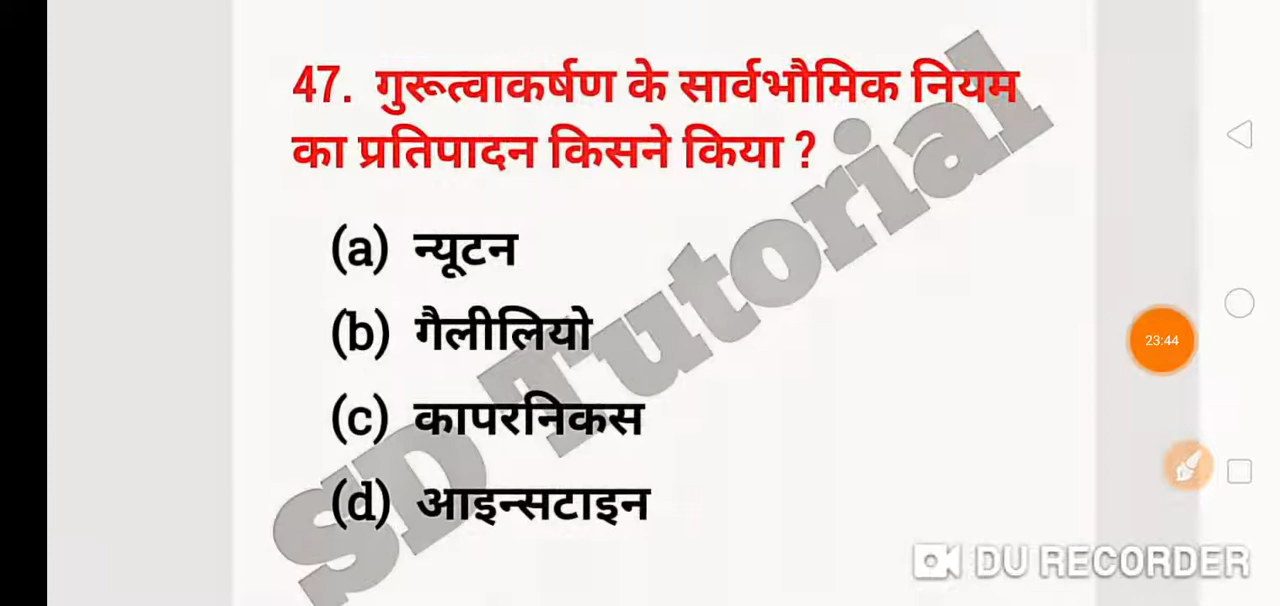 47. गुरूत्वाकर्षण के सार्वभौमिक नियम
का प्रतिपादन किसने किया ?
(a) न्यूटन
(b) गैलीलियो
(c) कापरनिकस
(d) आइन्सटाइन
SD Tutorial
23:44
DU RECORDER